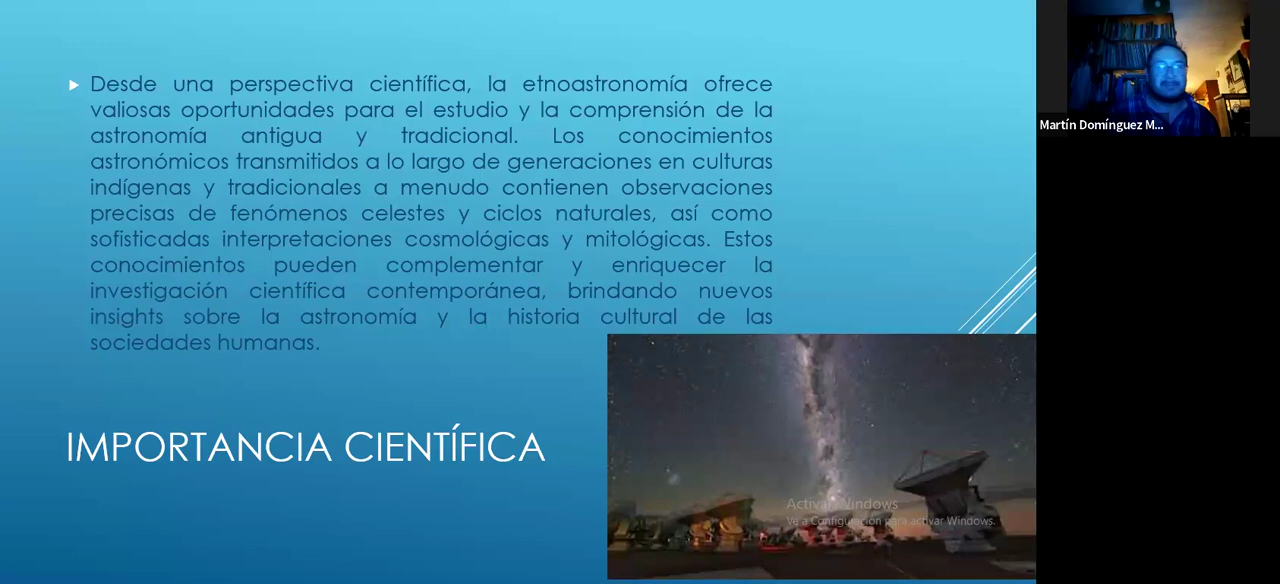 Desde una perspectiva científica, la etnoastronomía ofrece
valiosas oportunidades para el estudio y la comprensión de la
astronomía antigua y tradicional. Los conocimientos
astronómicos transmitidos a lo largo de generaciones en culturas
indígenas y tradicionales a menudo contienen observaciones
precisas de fenómenos celestes y ciclos naturales, así como
sofisticadas interpretaciones cosmológicas y mitológicas. Estos
conocimientos pueden complementar y enriquecer la
investigación científica contemporánea, brindando nuevos
insights sobre la astronomía y la historia cultural de las
sociedades humanas.
IMPORTANCIA CIENTÍFICA
Activar Windows
Ve a Configuración para activar Windows.
Martín Domínguez M...